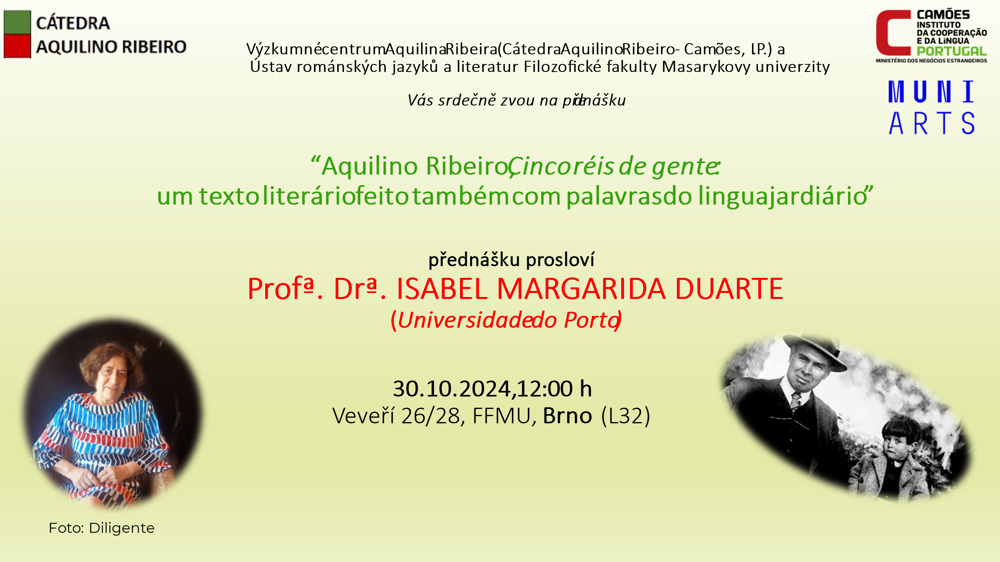 CÁTEDRA
AQUILINO RIBEIRO
CAMÕES
INSTITUTO
DA COOPERAÇÃO
E DA LÍNGUA
PORTUGAL
MINISTÉRIO DOS NEGÓCIOS ESTRANGEIROS
Výzkumné centrum Aquilina Ribeira (Cátedra Aquilino Ribeiro - Camões, I.P.) a
Ústav románských jazyků a literatur Filozofické fakulty Masarykovy univerzity
MUNI
ARTS
Vás srdečně zvou na přednášku
“Aquilino Ribeiro, Cinco réis de gente:
um texto literário feito também com palavras do linguajar diário”
přednášku prosloví
Profª. Drª. ISABEL MARGARIDA DUARTE
(Universidade do Porto)
30.10.2024,12:00 h
Veveří 26/28, FFMU, Brno (L32)
Foto: Diligente